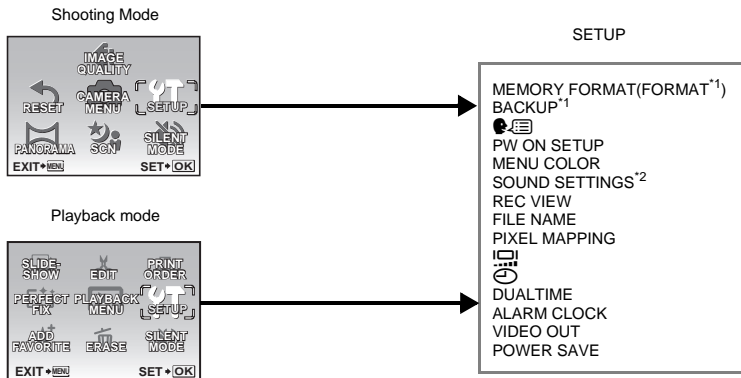 Shooting Mode
IMAGE
QUALITY
RESET
CAMERA
MENU
SETUP
PANORAMA
SCN
SILENT
MODE
EXIT MENU
SET OK
Playback mode
SLIDE-
SHOW
EDIT
PRINT
ORDER
PERFECT
FIX
PLAYBACK
MENU
SETUP
ADD
FAVORITE
ERASE
SILENT
MODE
EXIT MENU
SET OK
SETUP
MEMORY FORMAT(FORMAT*1)
BACKUP*1
PW ON SETUP
MENU COLOR
SOUND SETTINGS*2
REC VIEW
FILE NAME
PIXEL MAPPING
DUALTIME
ALARM CLOCK
VIDEO OUT
POWER SAVE